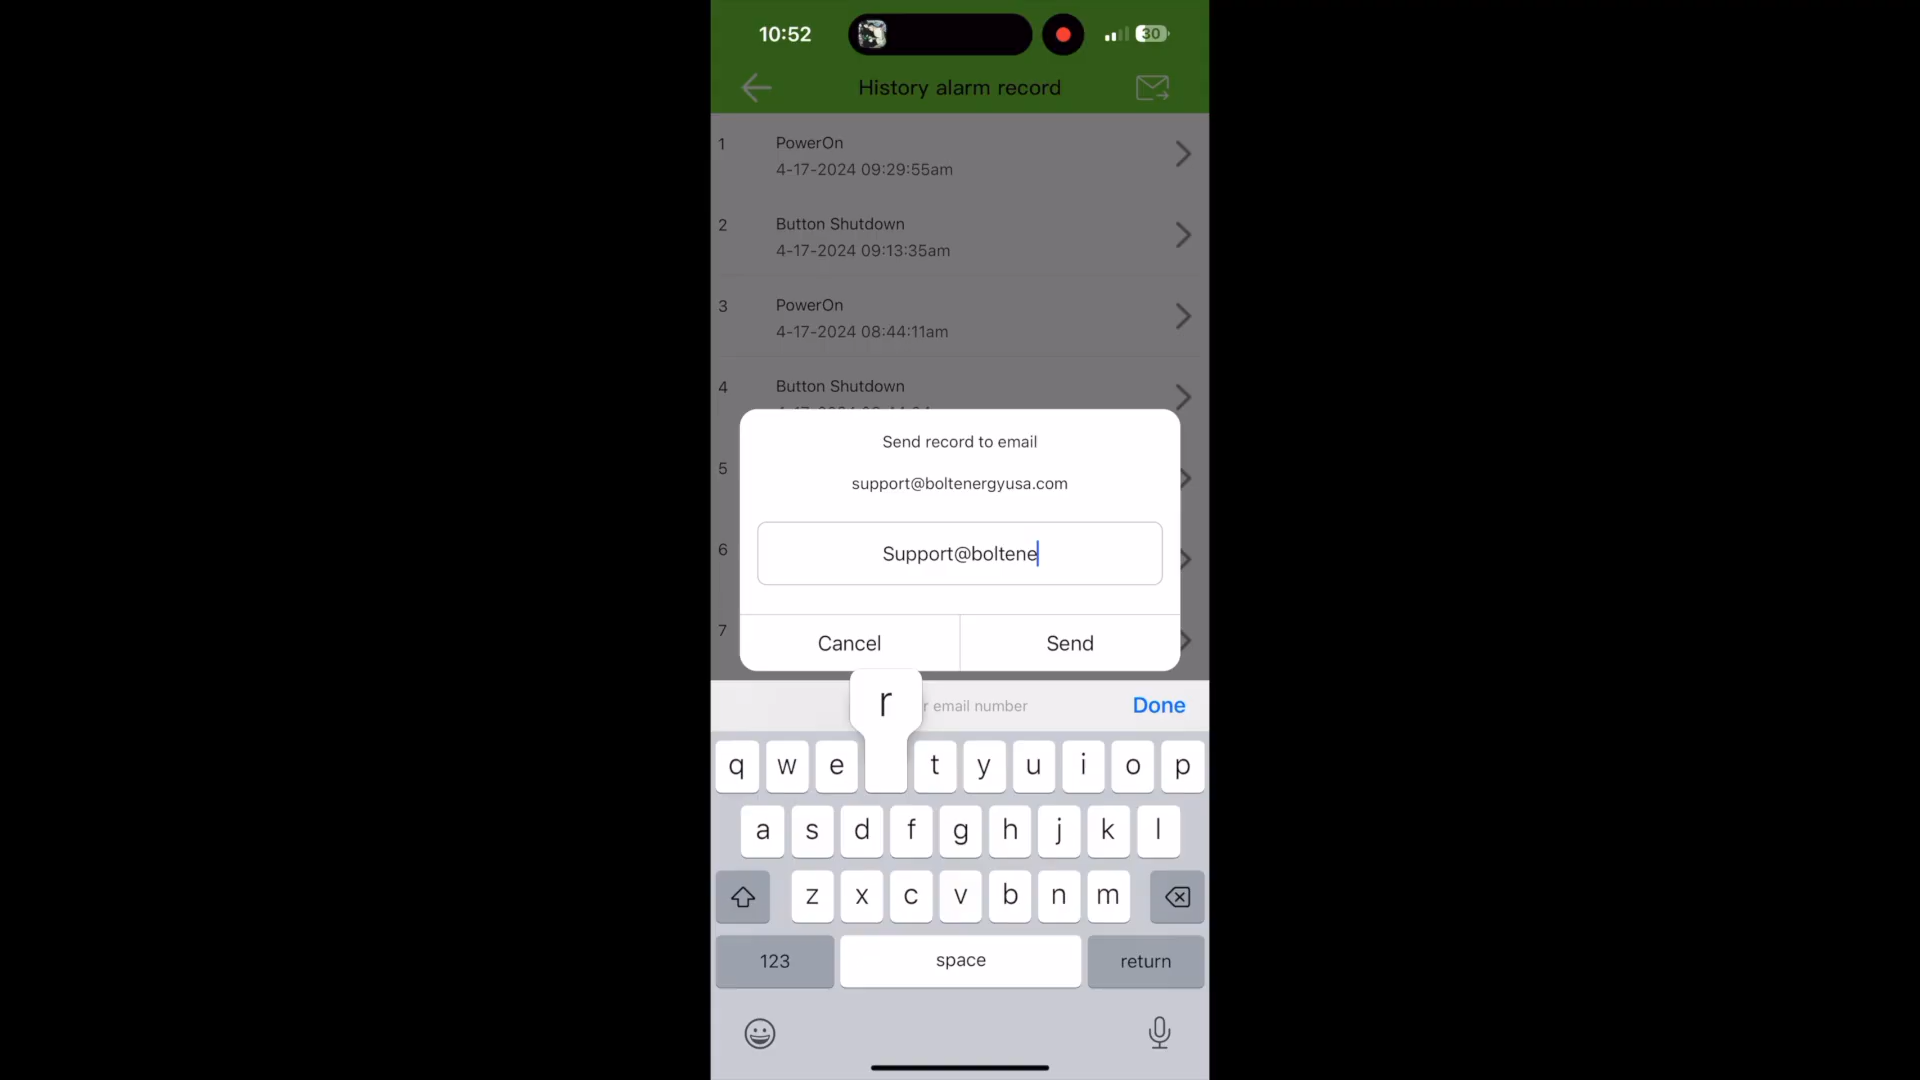 10:52
30
History alarm record
1
PowerOn
4-17-2024 09:29:55am
2
Button Shutdown
4-17-2024 09:13:35am
3
PowerOn
4-17-2024 08:44:11am
4
Button Shutdown
5
6
7
Send record to email
support@boltenergyusa.com
Support@boltene
Cancel
Send
r
r email number
Done
q w e t y u i o p
a s d f g h j k l
z x c v b n m
123
space
return